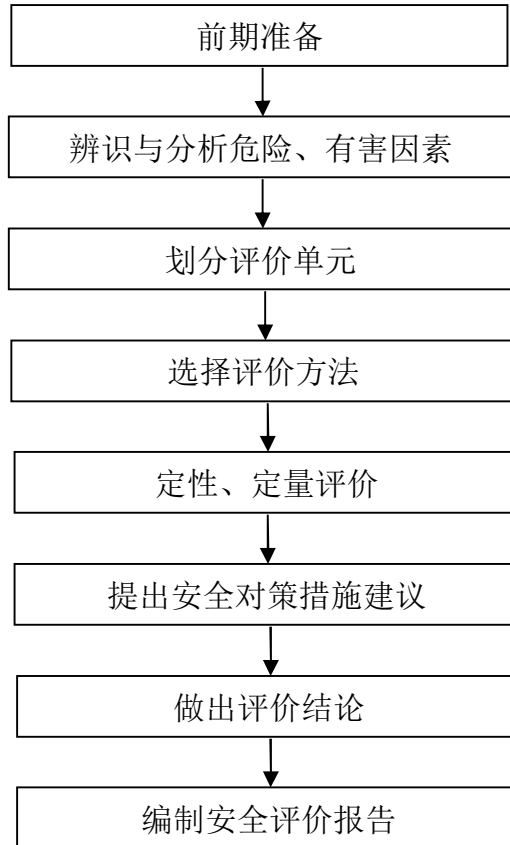 前期准备
辨识与分析危险、有害因素
划分评价单元
选择评价方法
定性、定量评价
提出安全对策措施建议
做出评价结论
编制安全评价报告